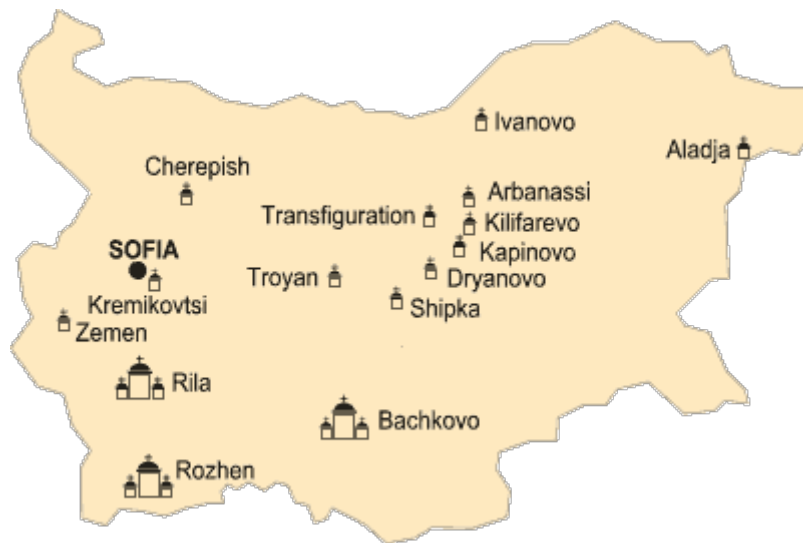 Ivanovo
Aladja
Cherepish
Arbanassi
Transfiguration
Kilifarevo
Kapinovo
SOFIA
Troyan
Dryanovo
Kremikovtsi
Shipka
Zemen
Rila
Bachkovo
Rozhen